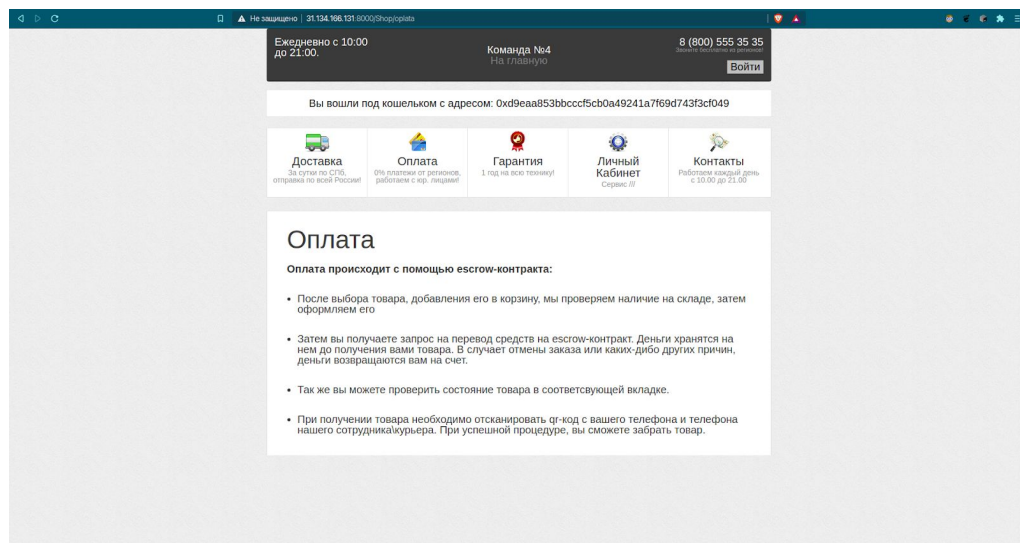 Не защищено | 31.134.166.131:8000/Shop/oplata
Ежедневно с 10:00
до 21:00.
Команда №4
На главную
8 (800) 555 35 35
Звоните бесплатно из регионов!
Войти
Вы вошли под кошельком с адресом: 0xd9eaa853bbcccf5cb0a49241a7f69d743f3cf049
Доставка
За сутки по СПб,
отправка по всей России!
Оплата
0% платежи от регионов,
работаем с юр. лицами!
Гарантия
1 год на всю технику!
Личный
Кабинет
Сервис ///
Контакты
Работаем каждый день
с 10.00 до 21.00
Оплата
Оплата происходит с помощью escrow-контракта:
• После выбора товара, добавления его в корзину, мы проверяем наличие на складе, затем
оформляем его
• Затем вы получаете запрос на перевод средств на escrow-контракт. Деньги хранятся на
нем до получения вами товара. В случает отмены заказа или каких-дибо других причин,
деньги возвращаются вам на счет.
• Так же вы можете проверить состояние товара в соответсвующей вкладке.
• При получении товара необходимо отсканировать qr-код с вашего телефона и телефона
нашего сотрудника\курьера. При успешной процедуре, вы сможете забрать товар.